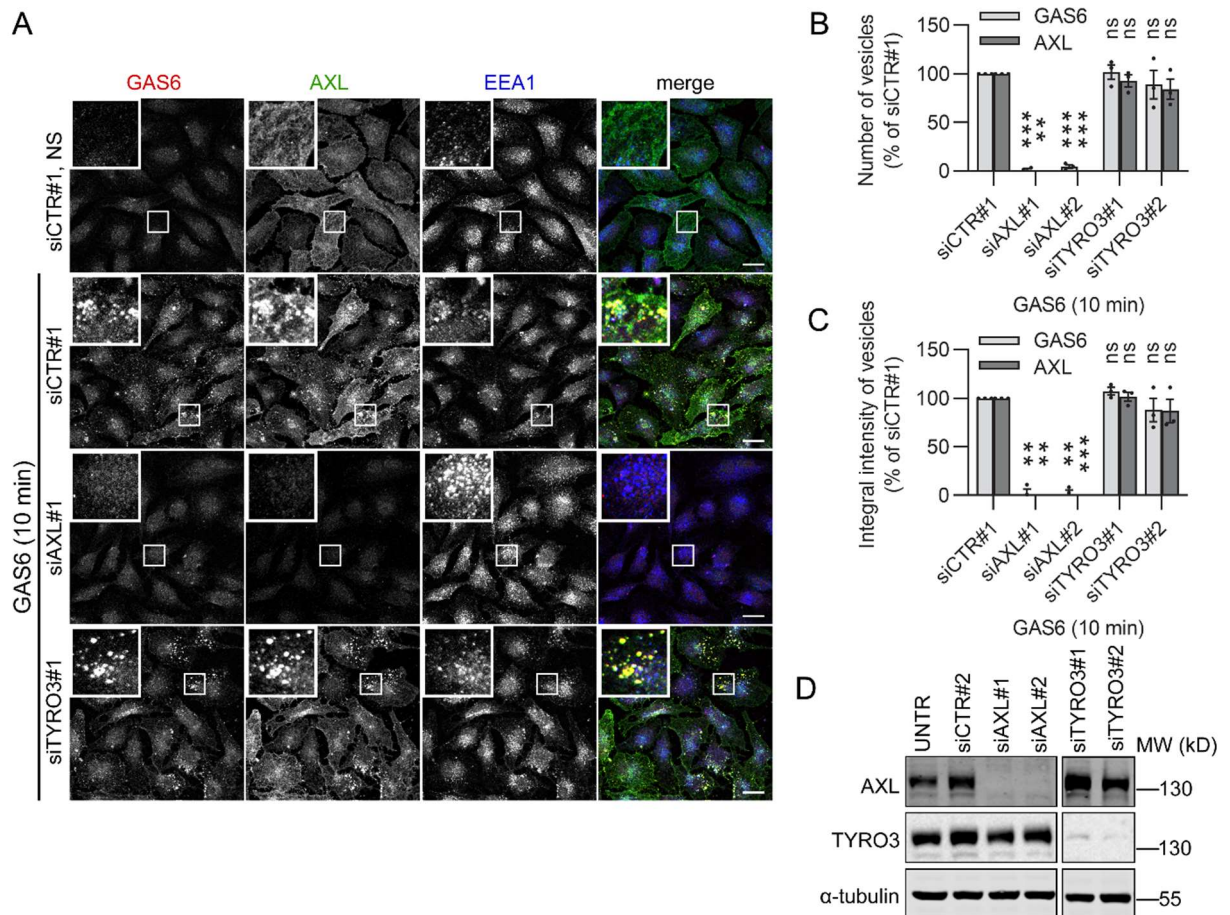 A
GAS6 AXL EEA1 merge
siCTR#1, NS
GAS6 (10 min)
siCTR#1
siAXL#1
siTYRO3#1
B
Number of vesicles
(% of siCTR#1)
150
100
50
0
GAS6
AXL
*** **
*** ***
ns ns ns ns
siCTR#1 siAXL#1 siAXL#2 siTYRO3#1 siTYRO3#2
GAS6 (10 min)
C
Integral intensity of vesicles
(% of siCTR#1)
150
100
50
0
GAS6
AXL
** **
** ***
ns ns ns ns
siCTR#1 siAXL#1 siAXL#2 siTYRO3#1 siTYRO3#2
GAS6 (10 min)
D
UNTR siCTR#2 siAXL#1 siAXL#2 siTYRO3#1 siTYRO3#2 MW (kD)
AXL 130
TYRO3 130
α-tubulin 55